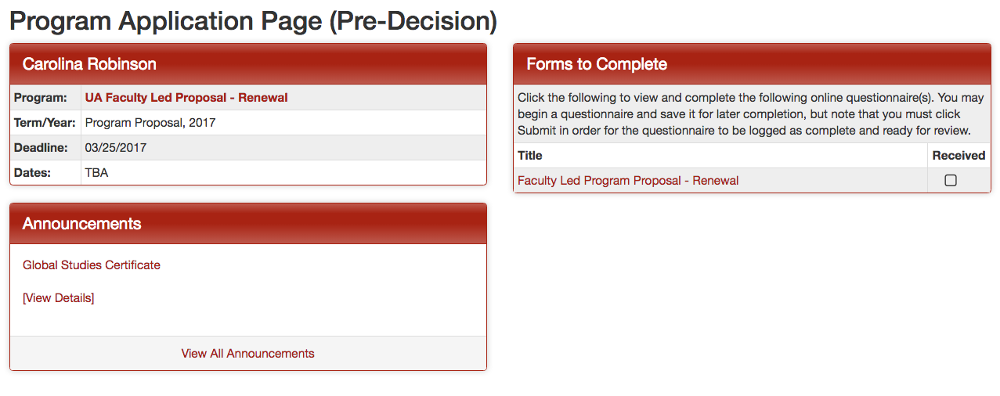 Program Application Page (Pre-Decision)
Carolina Robinson
Program: UA Faculty Led Proposal - Renewal
Term/Year: Program Proposal, 2017
Deadline: 03/25/2017
Dates: TBA
Announcements
Global Studies Certificate
[View Details]
View All Announcements
Forms to Complete
Click the following to view and complete the following online questionnaire(s). You may
begin a questionnaire and save it for later completion, but note that you must click
Submit in order for the questionnaire to be logged as complete and ready for review.
Title Received
Faculty Led Program Proposal - Renewal